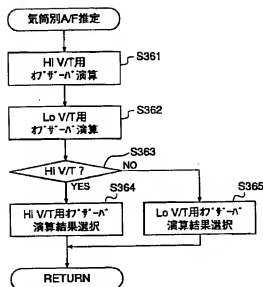 気筒別A/F推定
S361
Hi V/T用
オブザーバ演算
S362
Lo V/T用
オブザーバ演算
S363
Hi V/T?
NO
YES
S364
S365
Hi V/T用オブザーバ
演算結果選択
Lo V/T用オブザーバ
演算結果選択
RETURN